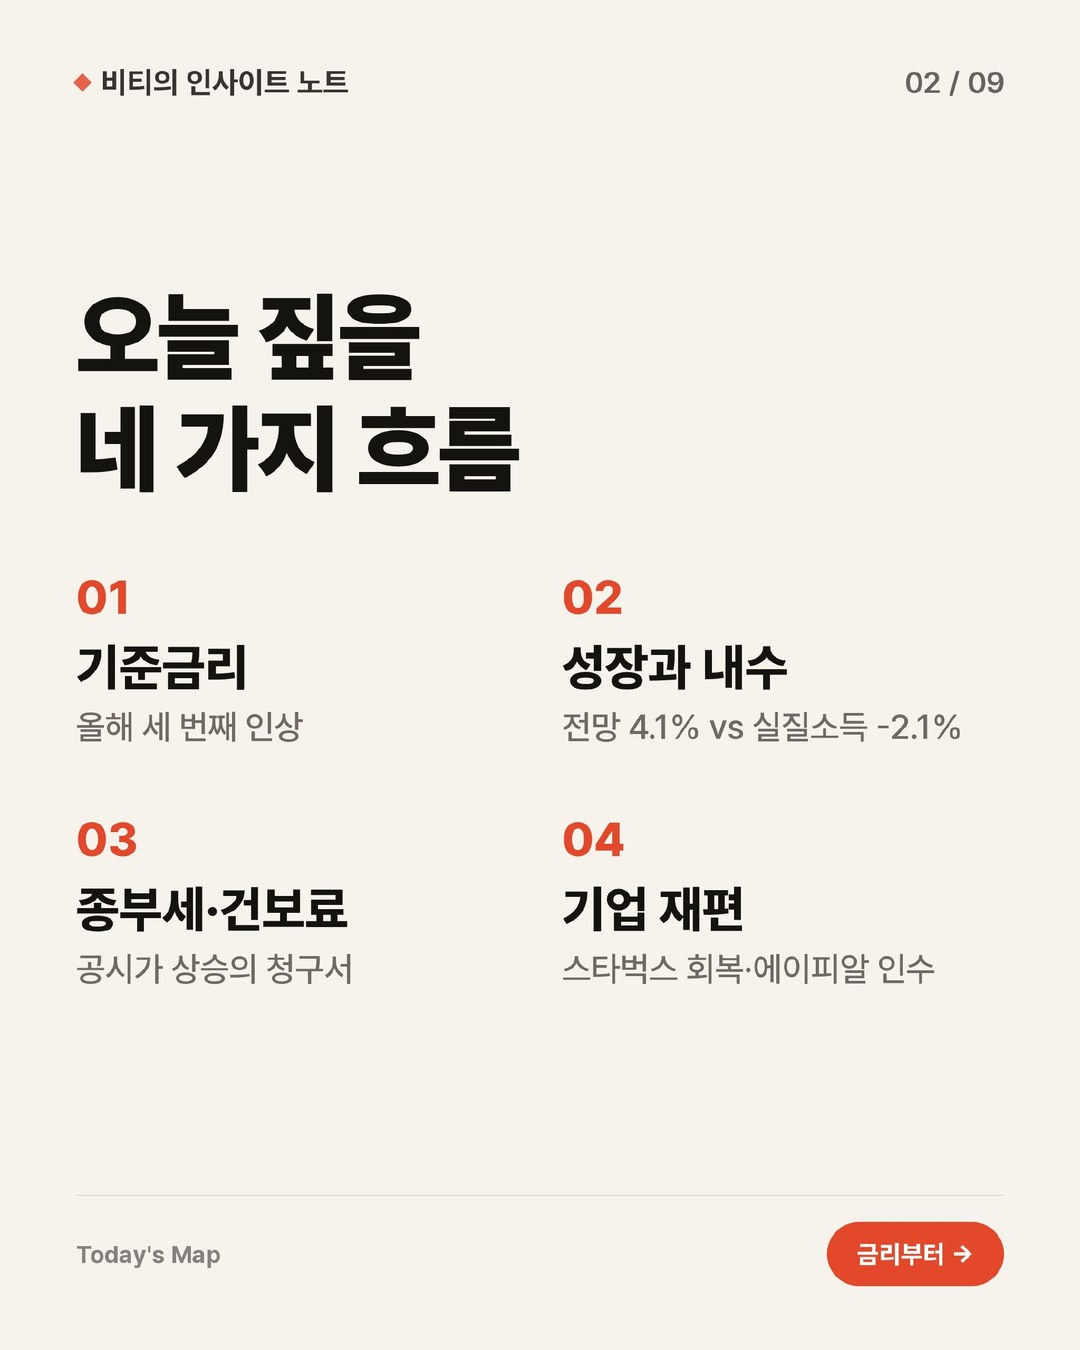 비티의 인사이트 노트
02 / 09
오늘 짚을
네 가지 흐름
01
기준금리
올해 세 번째 인상
02
성장과 내수
전망 4.1% vs 실질소득 -2.1%
03
종부세·건보료
공시가 상승의 청구서
04
기업 재편
스타벅스 회복·에이피알 인수
Today's Map
금리부터 →